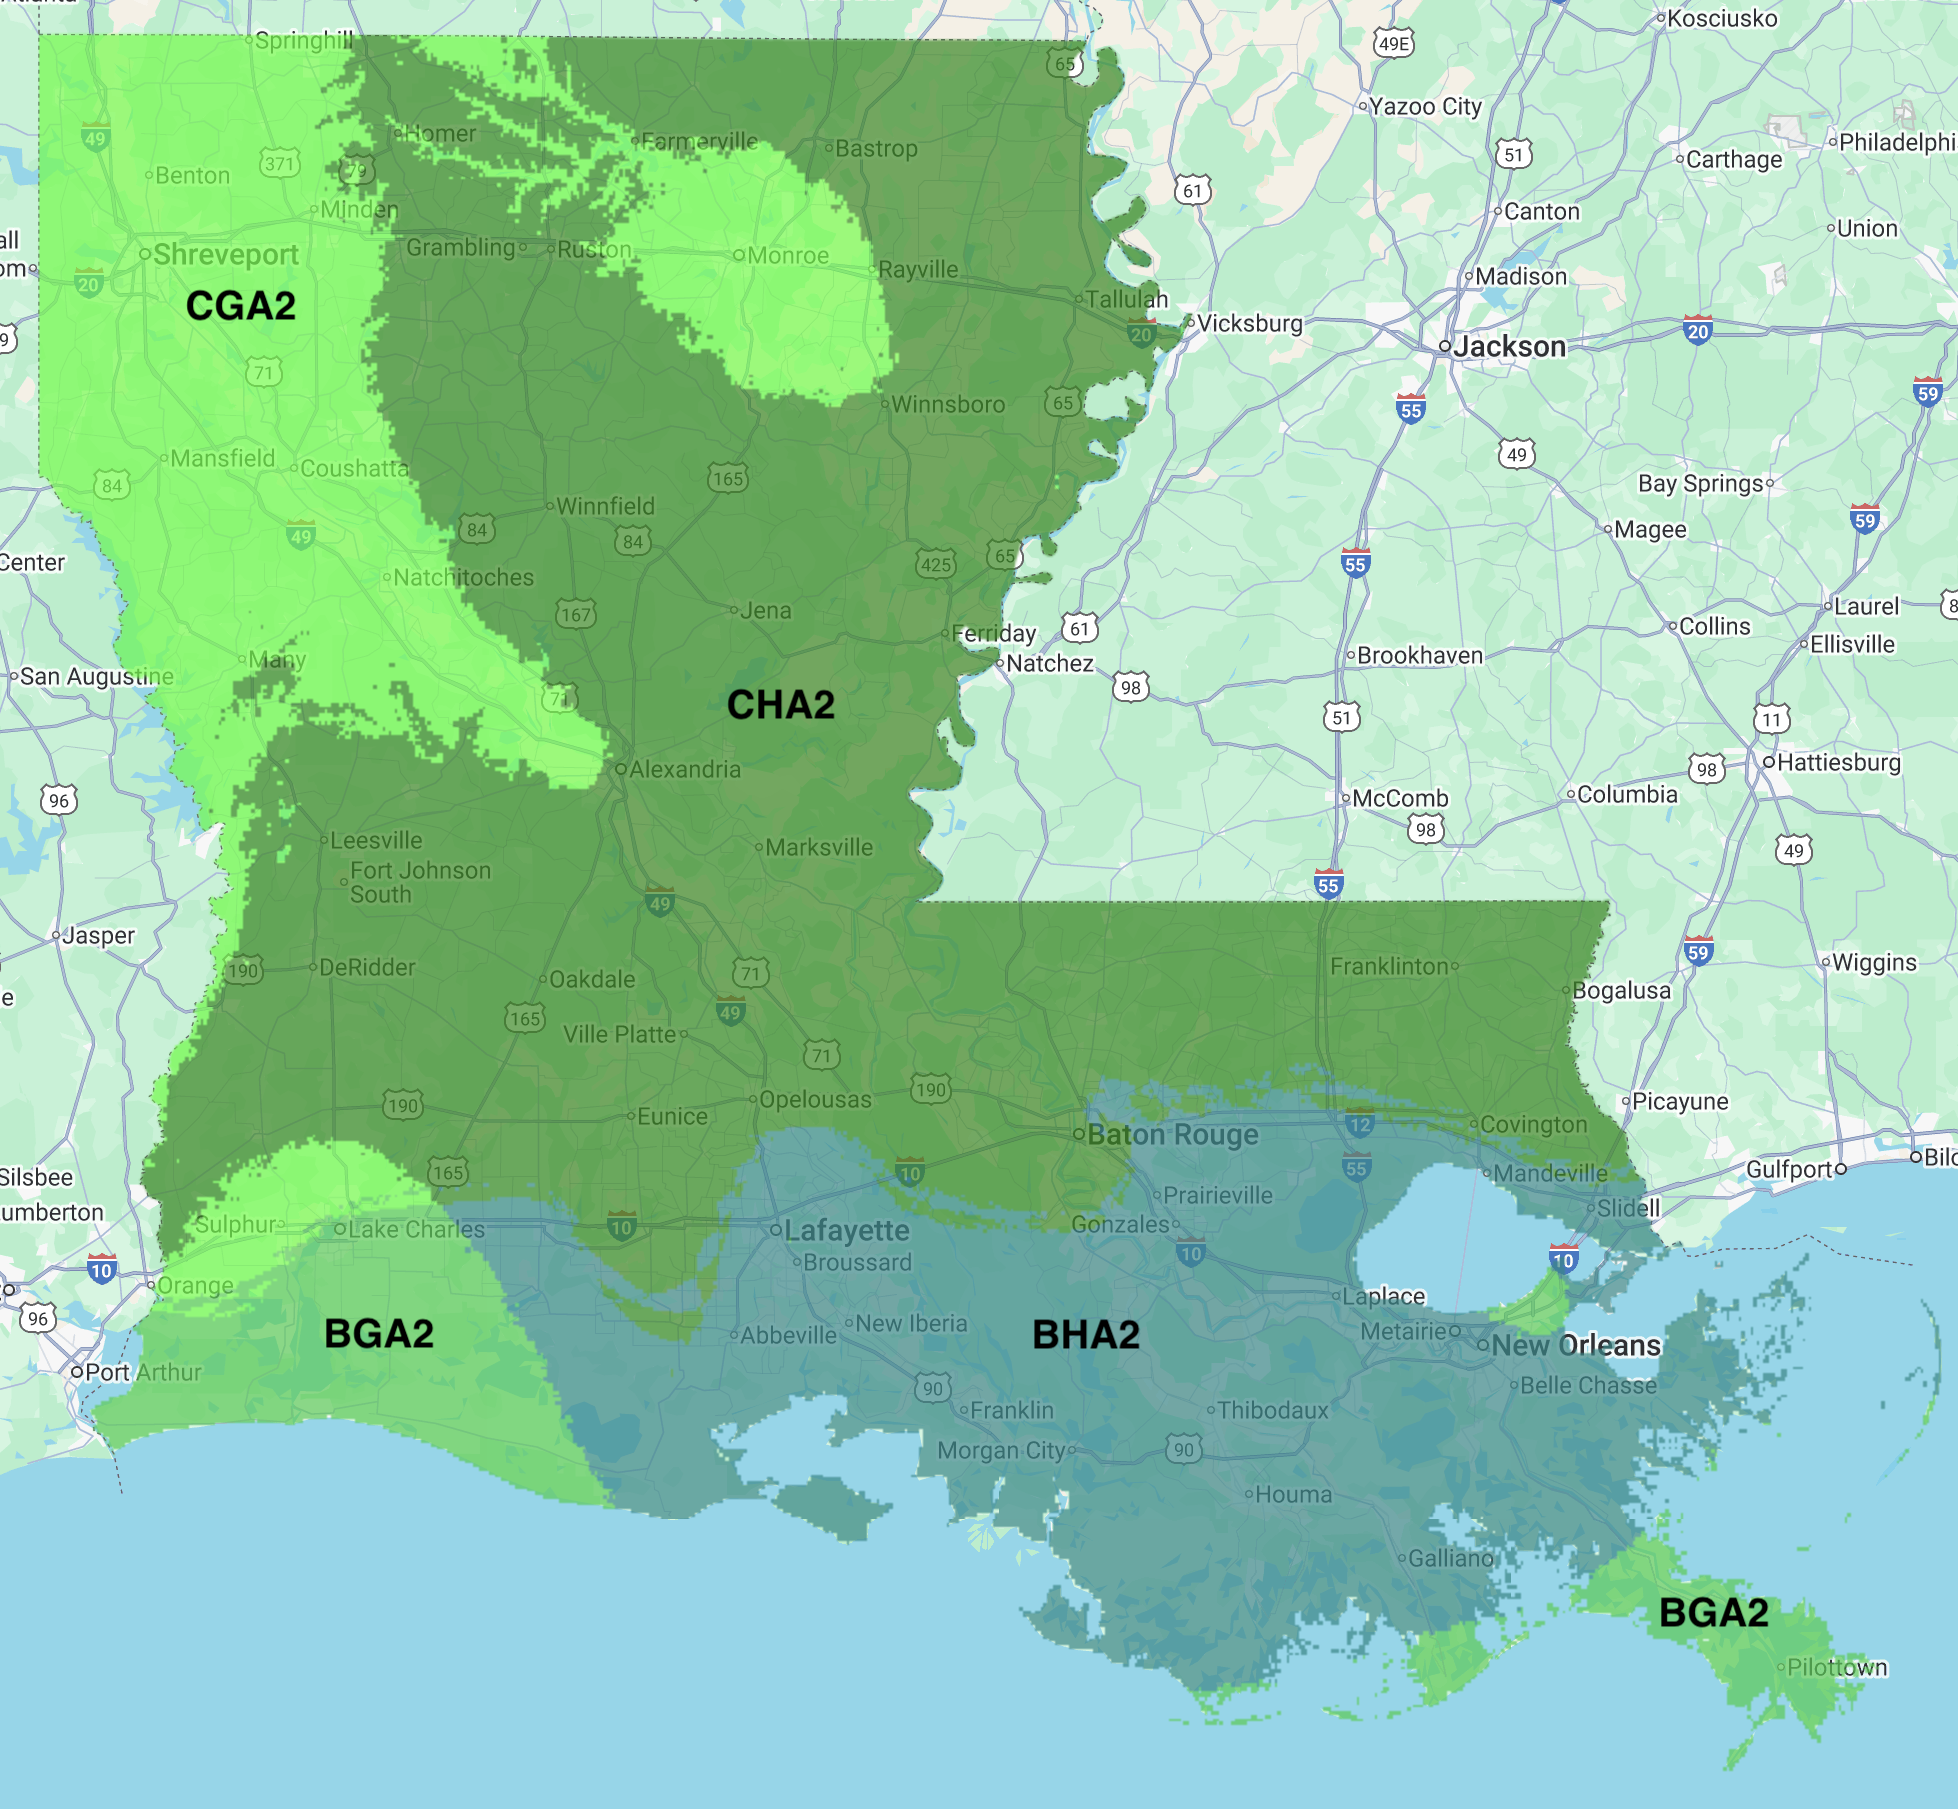 Springhill
65
49E
Kosciusko
Yazoo City
49
Homer
Farmerville
Bastrop
51
Carthage
Philadelphi
371
79
Benton
61
Minden
Canton
Union
all
om
Shreveport
Grambling
Ruston
Monroe
Rayville
Madison
20
CGA2
Tallulah
20
Vicksburg
20
9
Jackson
71
59
65
55
Winnsboro
Mansfield
Coushatta
84
165
49
Bay Springs
Winnfield
84
49
84
59
Magee
Center
Natchitoches
425
65
55
167
Jena
61
Laurel
8
Ferriday
Collins
Ellisville
Many
San Augustine
Natchez
Brookhaven
98
71
CHA2
51
11
Alexandria
98
Hattiesburg
96
McComb
Columbia
98
Leesville
Marksville
49
Fort Johnson
South
49
55
Jasper
190
DeRidder
71
Franklinton
59
Wiggins
Oakdale
Bogalusa
e
165
49
Ville Platte
71
190
190
Opelousas
Picayune
Eunice
12
Covington
Baton Rouge
Silsbee
165
10
55
Mandeville
Gulfport
Bilo
umberton
Prairieville
Slidell
Sulphur
Lake Charles
10
Lafayette
Gonzales
10
10
Broussard
10
Orange
Laplace
96
BGA2
Abbeville
New Iberia
BHA2
Metairie
New Orleans
Port Arthur
90
Belle Chasse
Franklin
Thibodaux
Morgan City
90
Houma
Galliano
BGA2
Pilottown